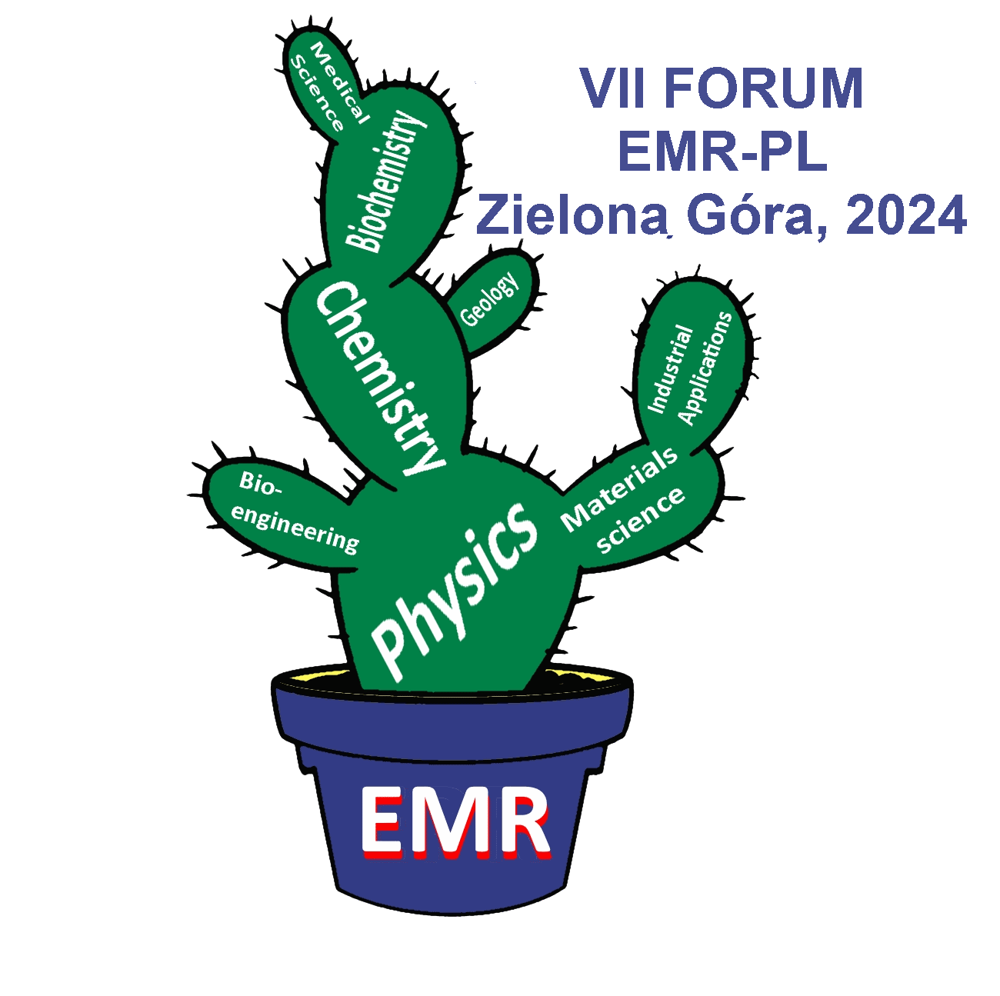 VII FORUM
EMR-PL
Zielona Góra, 2024
Medical
Science
Biochemistry
Geology
Chemistry
Industrial
Applications
Bio-
engineering
Materials
science
Physics
EMR